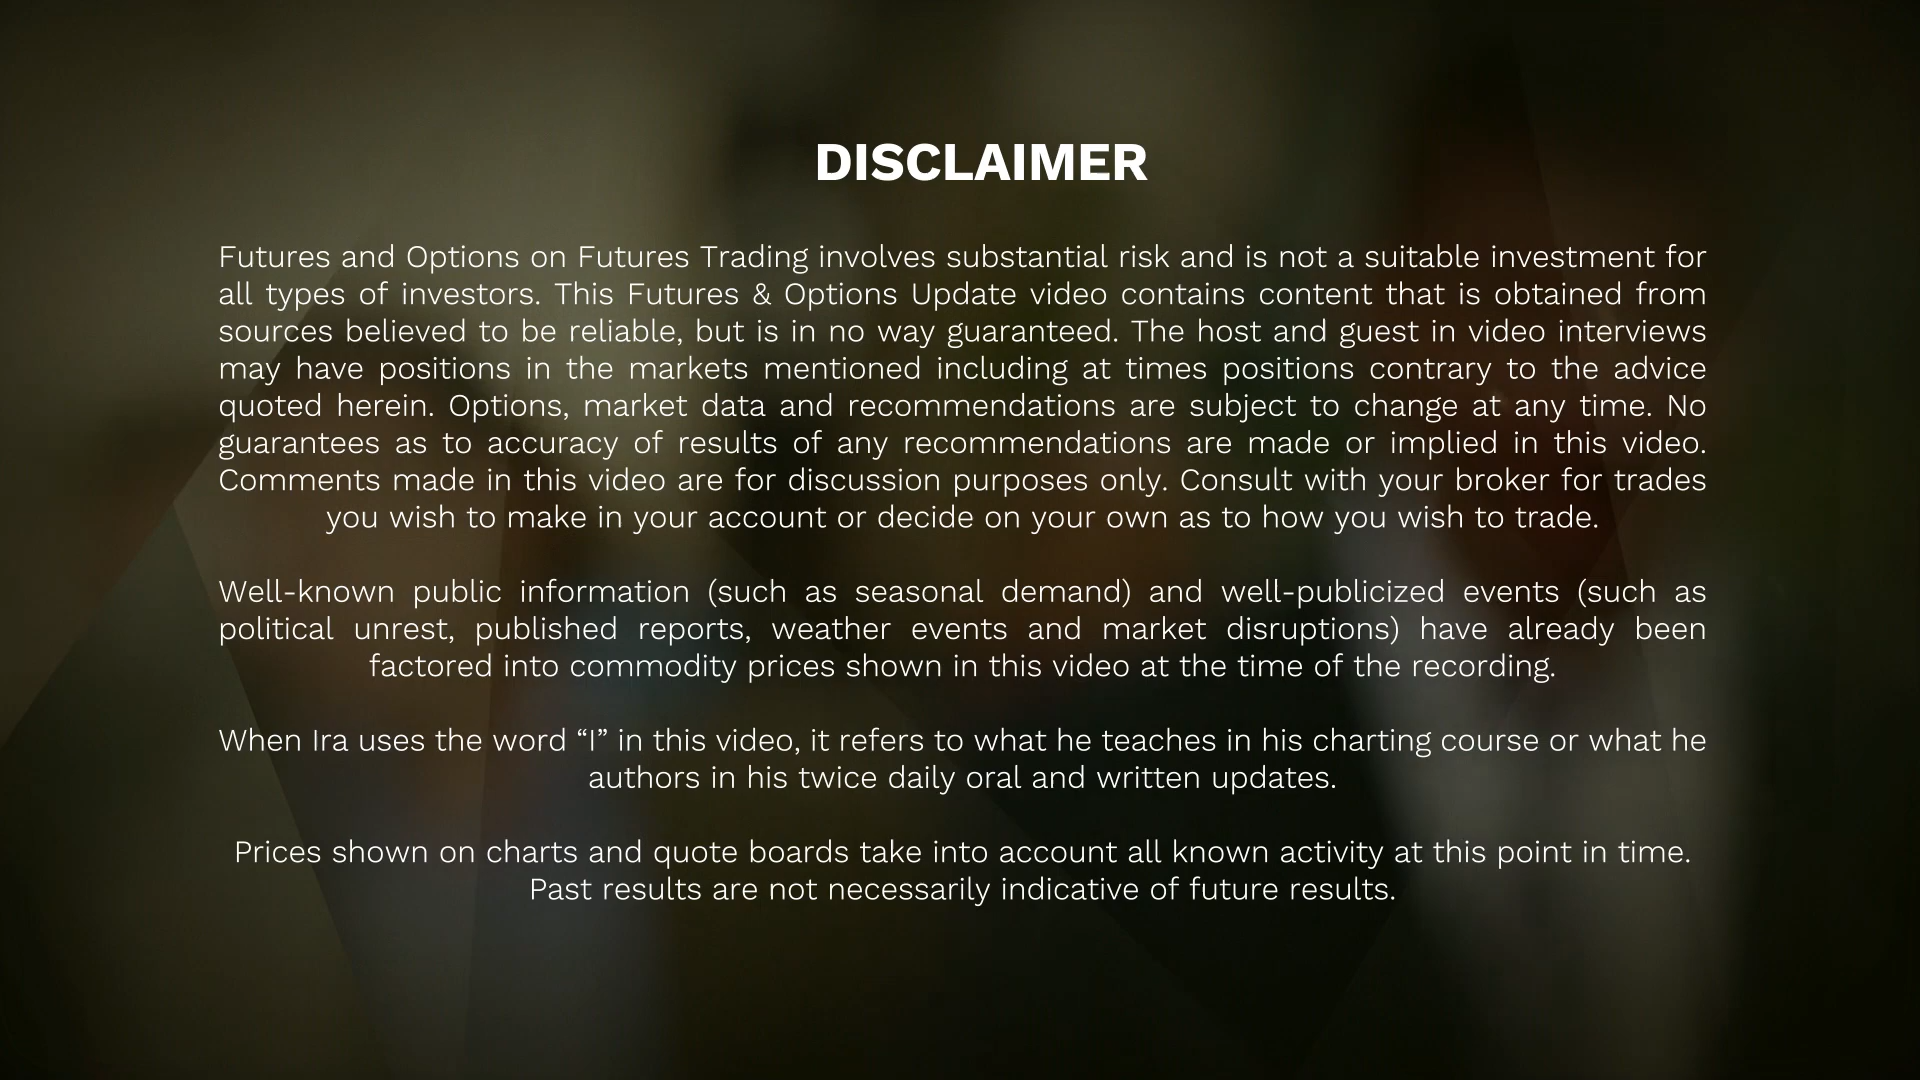 DISCLAIMER
Futures and Options on Futures Trading involves substantial risk and is not a suitable investment for
all types of investors. This Futures & Options Update video contains content that is obtained from
sources believed to be reliable, but is in no way guaranteed. The host and guest in video interviews
may have positions in the markets mentioned including at times positions contrary to the advice
quoted herein. Options, market data and recommendations are subject to change at any time. No
guarantees as to accuracy of results of any recommendations are made or implied in this video.
Comments made in this video are for discussion purposes only. Consult with your broker for trades
you wish to make in your account or decide on your own as to how you wish to trade.
Well-known public information (such as seasonal demand) and well-publicized events (such as
political unrest, published reports, weather events and market disruptions) have already been
factored into commodity prices shown in this video at the time of the recording.
When Ira uses the word “I” in this video, it refers to what he teaches in his charting course or what he
authors in his twice daily oral and written updates.
Prices shown on charts and quote boards take into account all known activity at this point in time.
Past results are not necessarily indicative of future results.